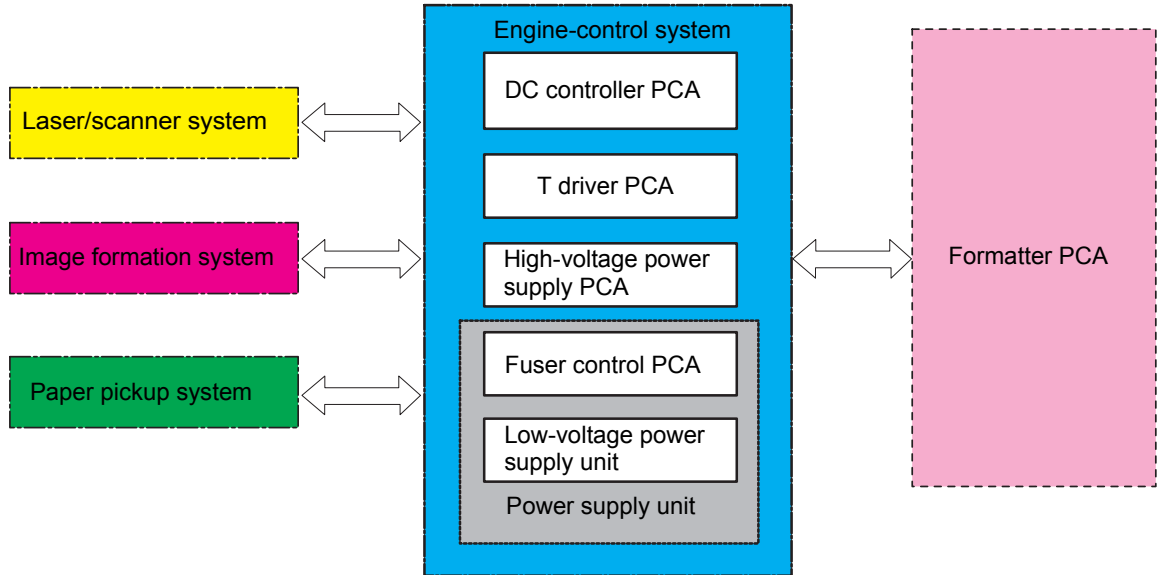 Engine-control system
DC controller PCA
Laser/scanner system
T driver PCA
Image formation system
High-voltage power
supply PCA
Formatter PCA
Fuser control PCA
Paper pickup system
Low-voltage power
supply unit
Power supply unit